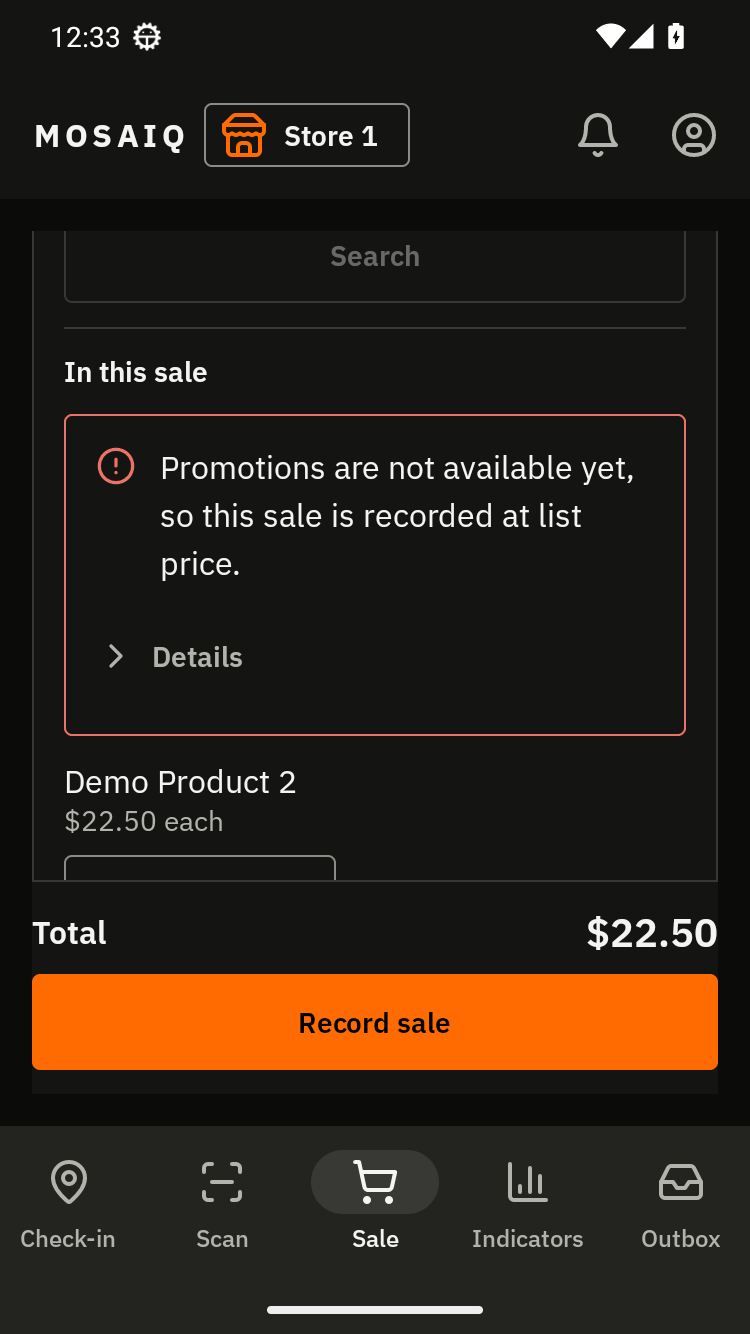 12:33
MOSAIQ
Store 1
Search
In this sale
Promotions are not available yet,
so this sale is recorded at list
price.
Details
Demo Product 2
$22.50 each
Total
$22.50
Record sale
Check-in
Scan
Sale
Indicators
Outbox